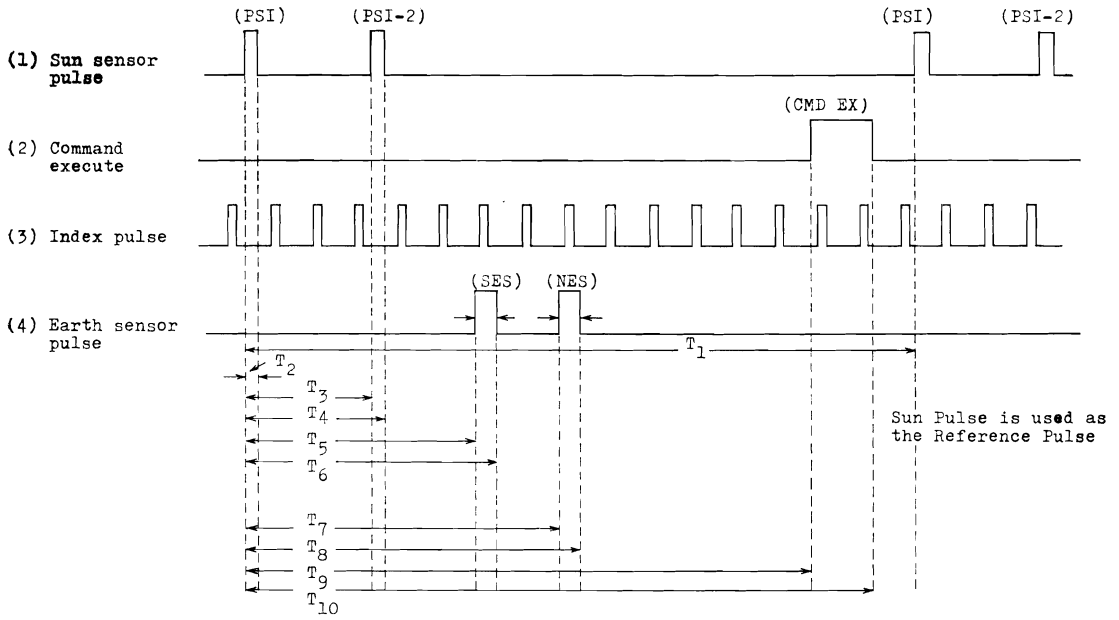 (PSI) (PSI-2) (PSI) (PSI-2)
(1) Sun sensor
pulse
(CMD EX)
(2) Command
execute
(3) Index pulse
(SES) (NES)
(4) Earth sensor
pulse
T1
T2
T3
T4
Sun Pulse is used as
the Reference Pulse
T5
T6
T7
T8
T9
T10